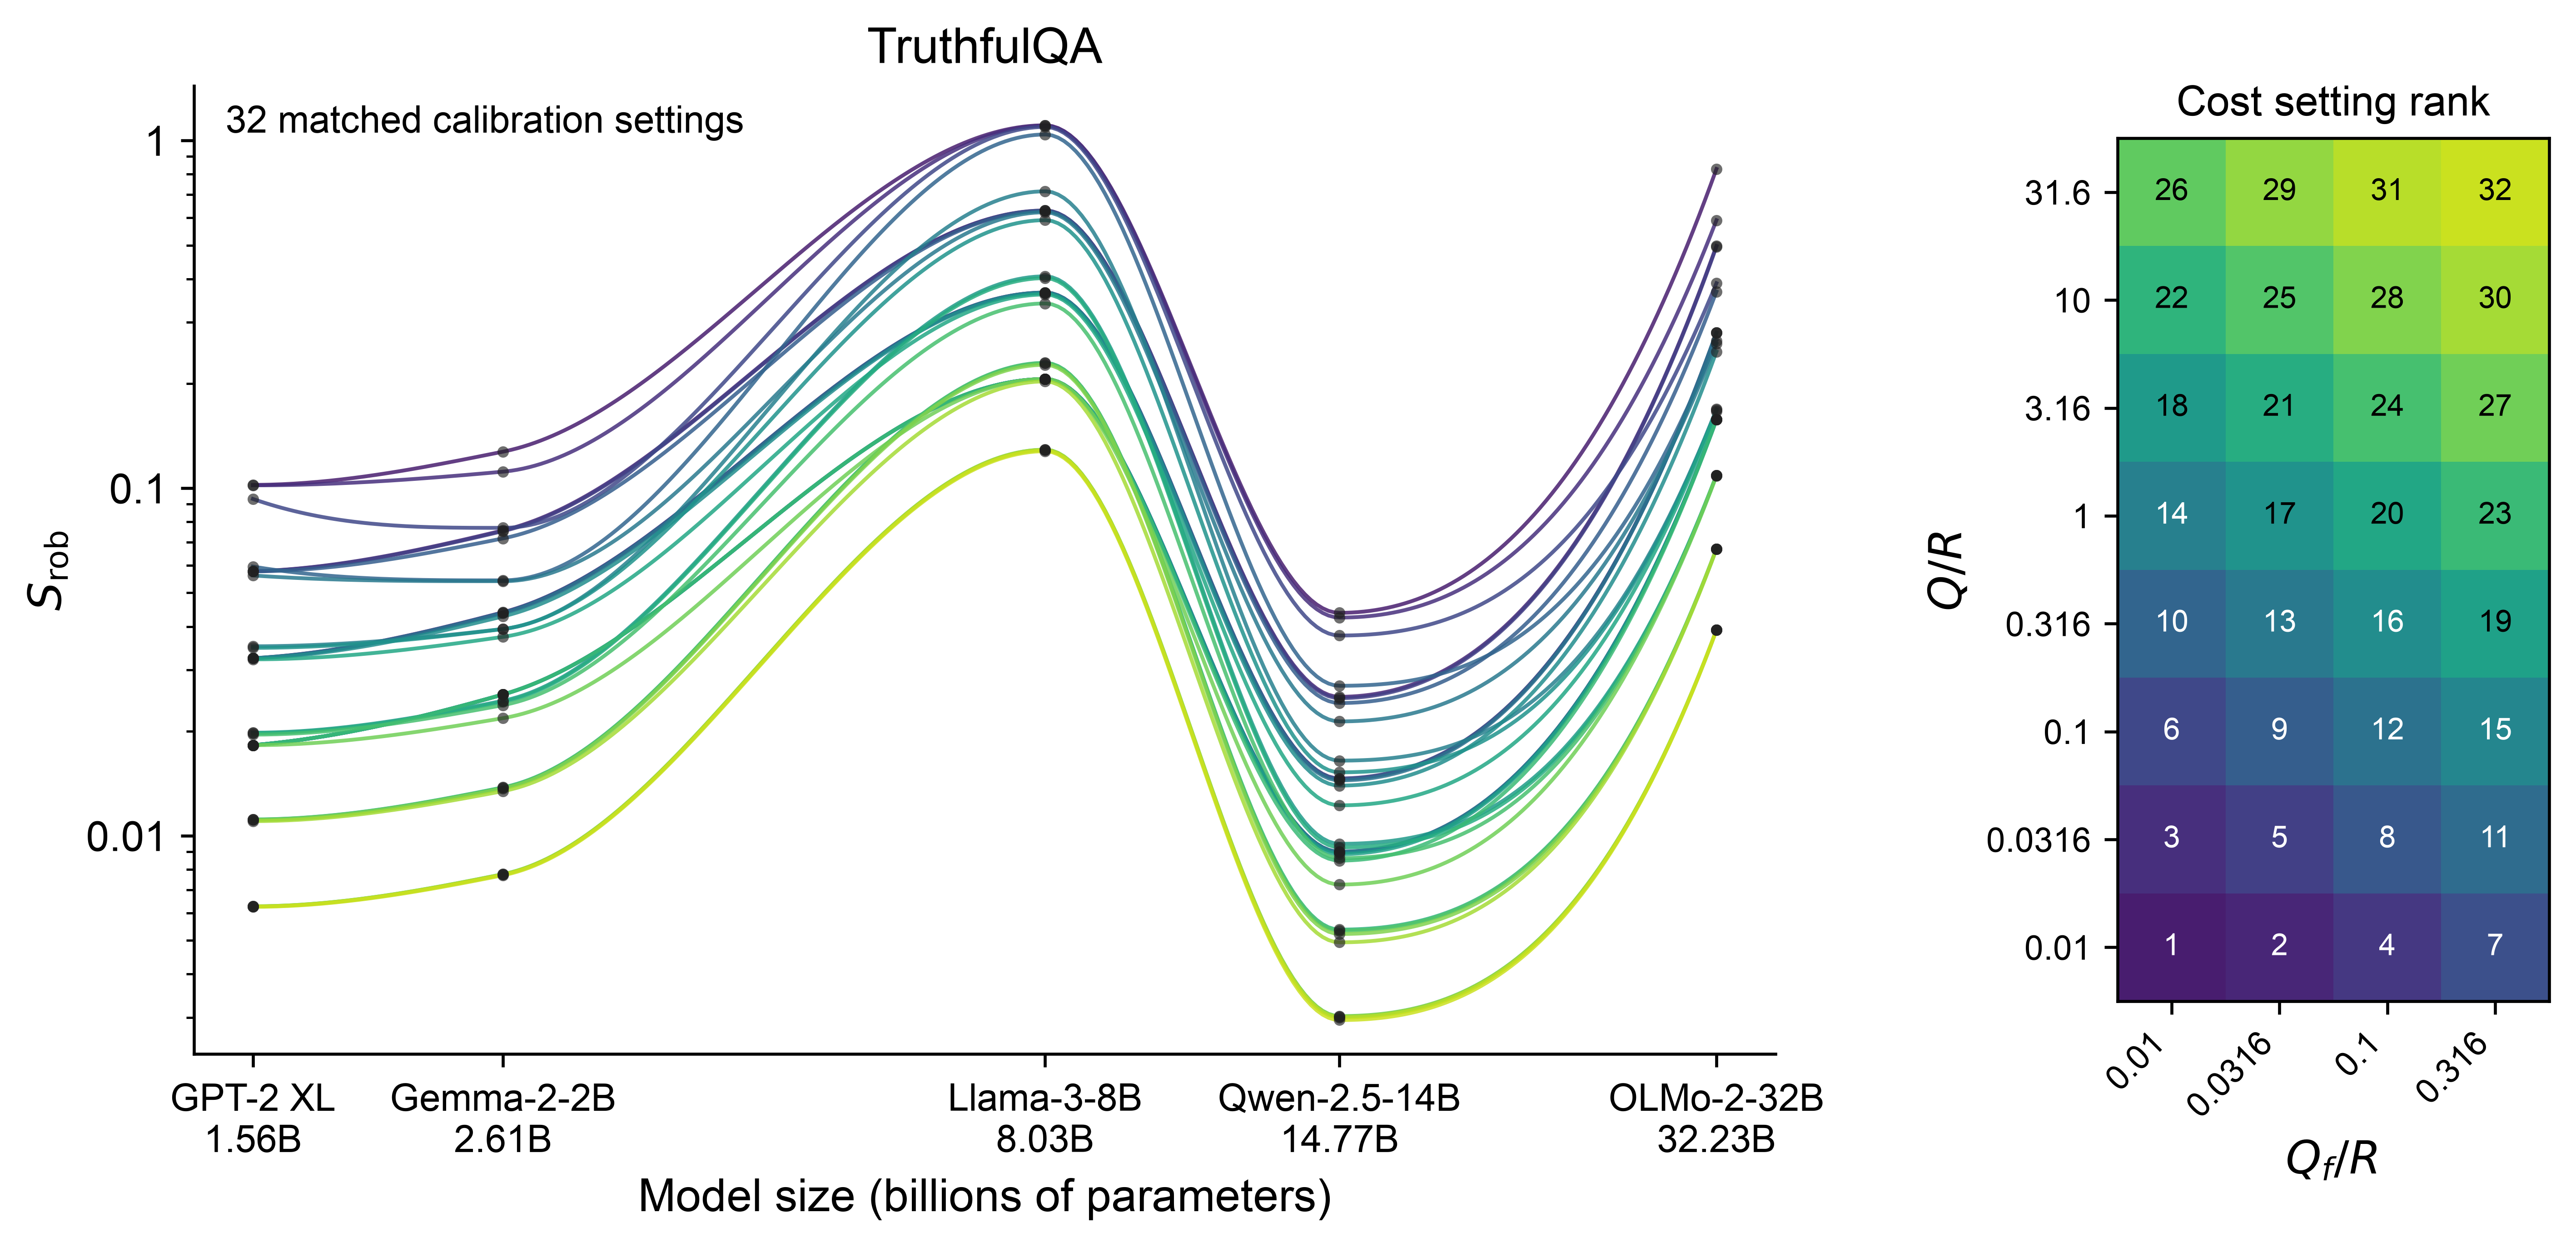 TruthfulQA
32 matched calibration settings
1
0.1
0.01
S_rob
GPT-2 XL
1.56B
Gemma-2-2B
2.61B
Llama-3-8B
8.03B
Qwen-2.5-14B
14.77B
OLMo-2-32B
32.23B
Model size (billions of parameters)
Cost setting rank
Q/R
31.6 26 29 31 32
10 22 25 28 30
3.16 18 21 24 27
1 14 17 20 23
0.316 10 13 16 19
0.1 6 9 12 15
0.0316 3 5 8 11
0.01 1 2 4 7
0.01 0.0316 0.1 0.316
Q_f/R